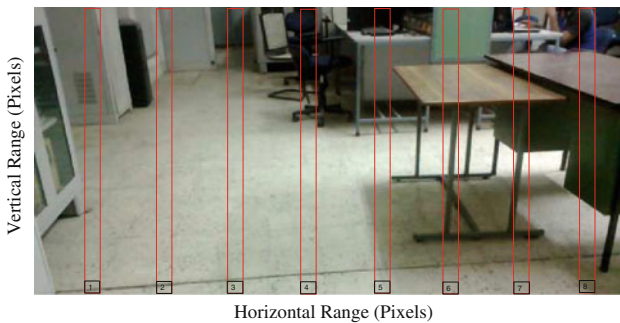 Vertical Range (Pixels)
1 2 3 4 5 6 7 8
Horizontal Range (Pixels)